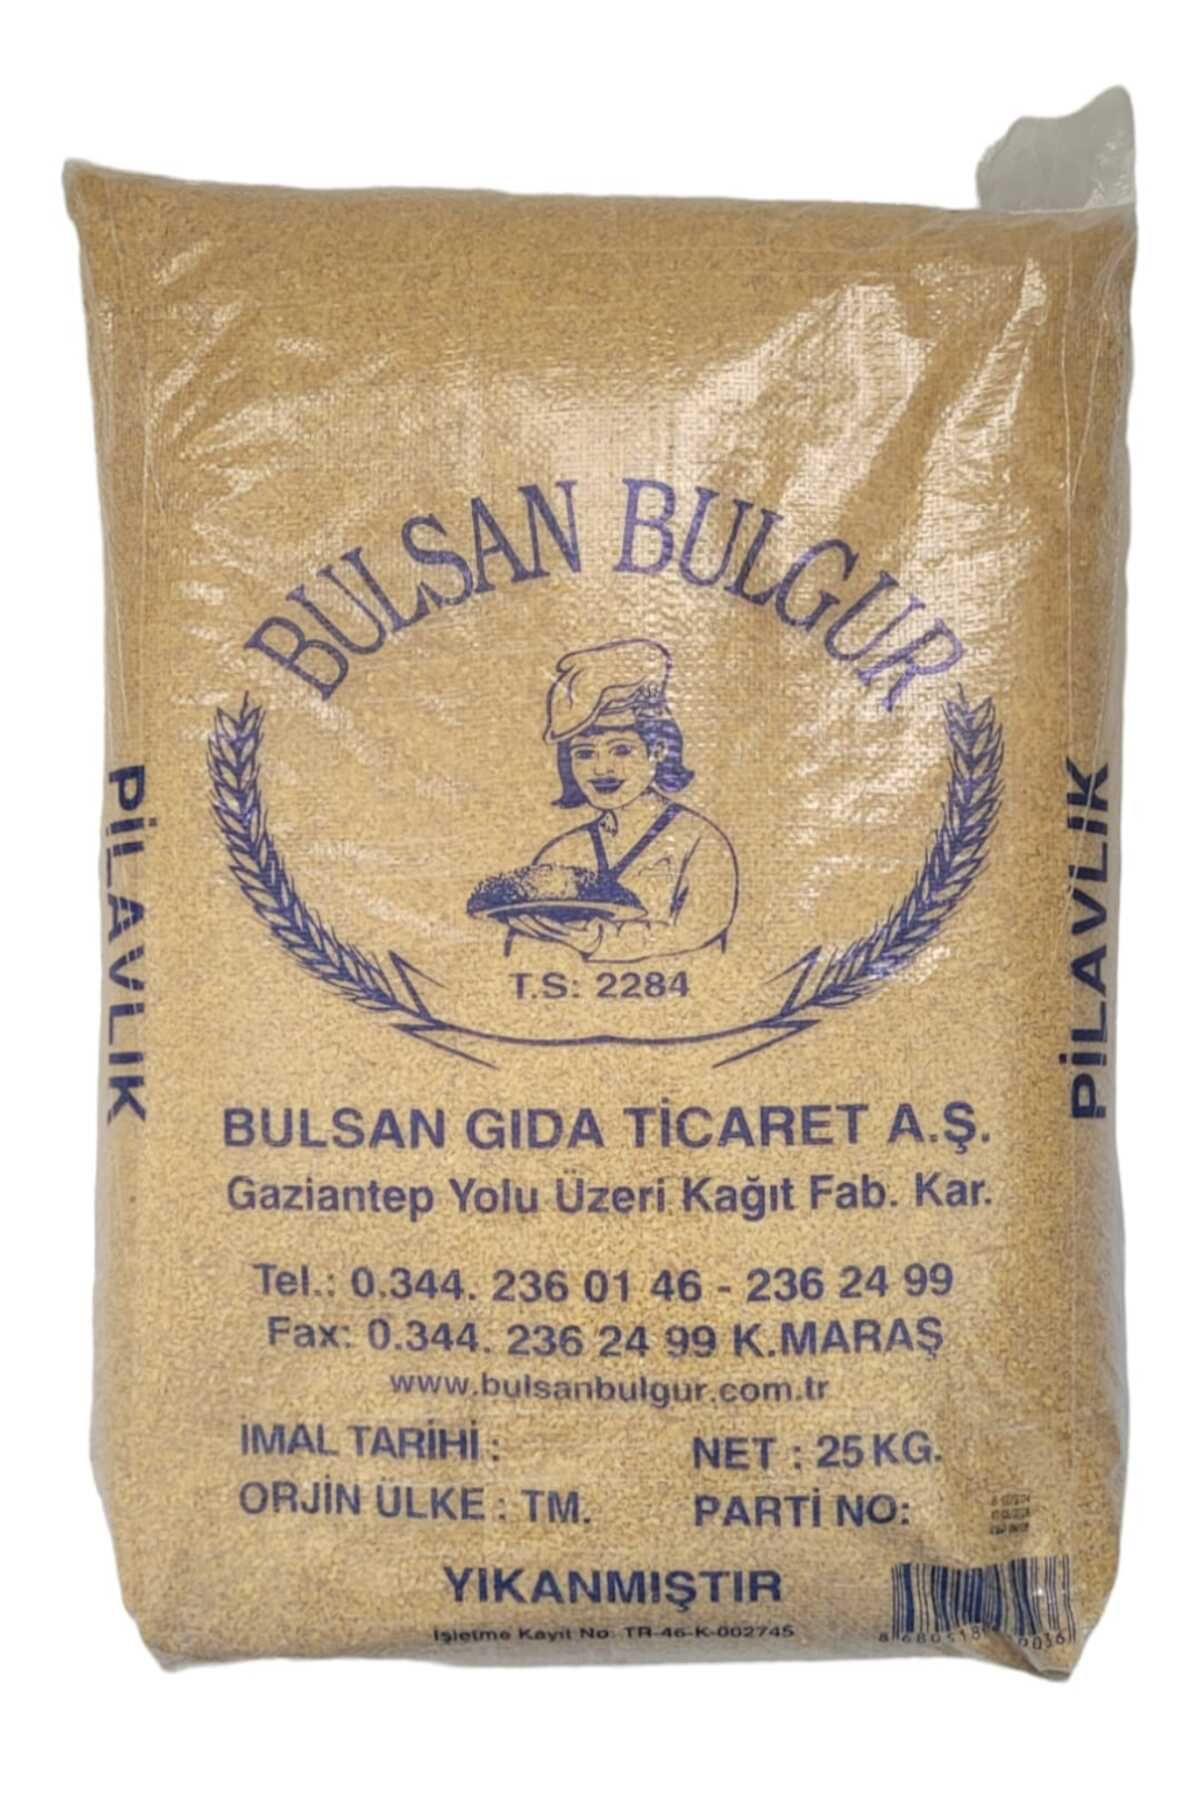 BULSAN BULGUR
T.S: 2284
PİLAVLIK
PİLAVLIK
BULSAN GIDA TİCARET A.Ş.
Gaziantep Yolu Üzeri Kağıt Fab. Kar.
Tel.: 0.344. 236 01 46 - 236 24 99
Fax: 0.344. 236 24 99 K.MARAŞ
www.bulsanbulgur.com.tr
İMAL TARİHİ :
NET : 25 KG.
ORJİN ÜLKE : TM.
PARTİ NO:
YIKANMIŞTIR
İşletme Kayıt No: TR-46-K-002745